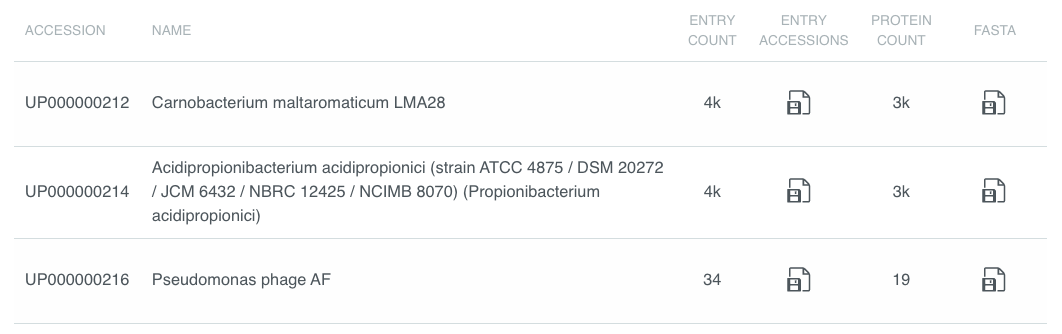 ACCESSION NAME ENTRY COUNT ENTRY ACCESSIONS PROTEIN COUNT FASTA
UP000000212 Carnobacterium maltaromaticum LMA28 4k 3k
Acidipropionibacterium acidipropionici (strain ATCC 4875 / DSM 20272
UP000000214 / JCM 6432 / NBRC 12425 / NCIMB 8070) (Propionibacterium 4k 3k
acidipropionici)
UP000000216 Pseudomonas phage AF 34 19